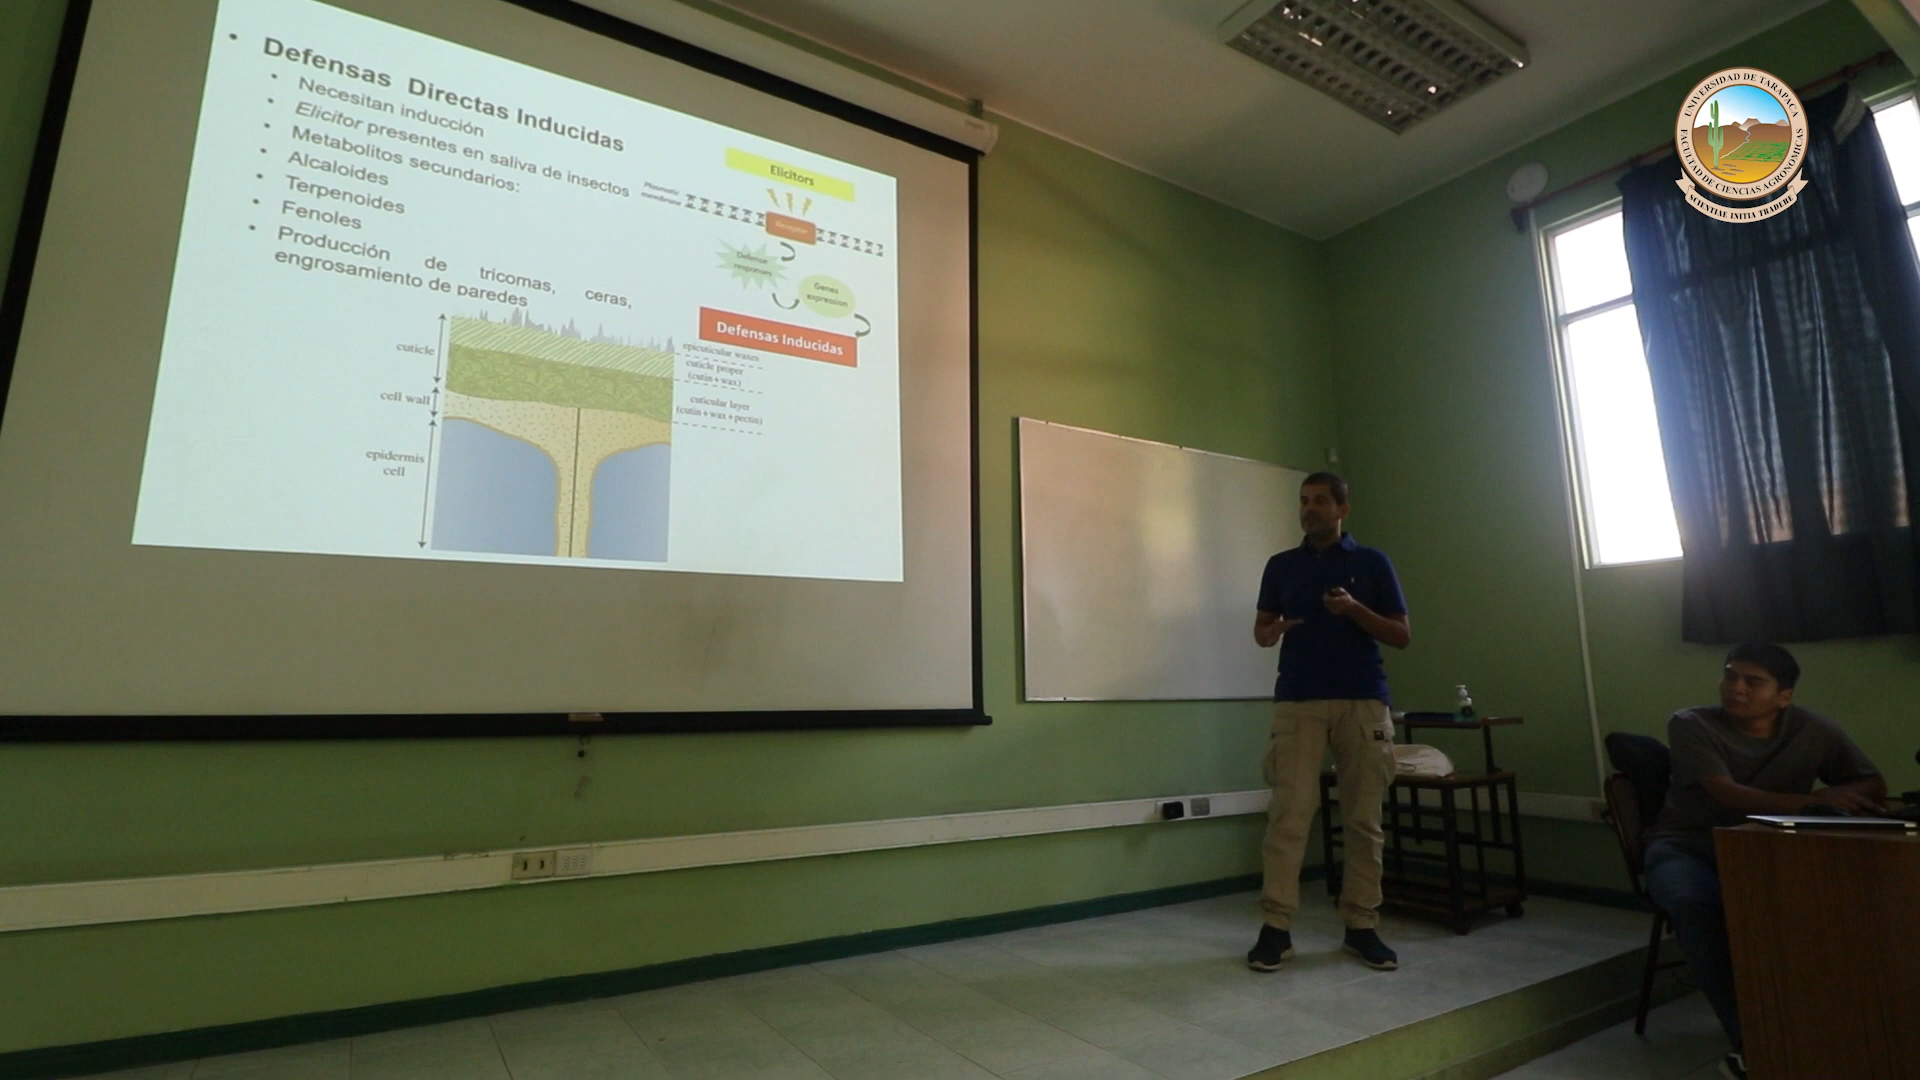 Defensas Directas Inducidas
Necesitan inducción
Elicitor presentes en saliva de insectos
Metabolitos secundarios:
Alcaloides
Terpenoides
Fenoles
Producción de tricomas, ceras,
engrosamiento de paredes
Elicitors
Plasmatic
membrane
Receptor
Defense
responses
Genes
expression
Defensas Inducidas
cuticle
cell wall
epidermis
cell
epicuticular waxes
cuticle proper
(cutin+wax)
cuticular layer
(cutin+wax+pectin)
UNIVERSIDAD DE TARAPACA
FACULTAD DE CIENCIAS AGRONOMICAS
SCIENTIAE INITIA TRADERE